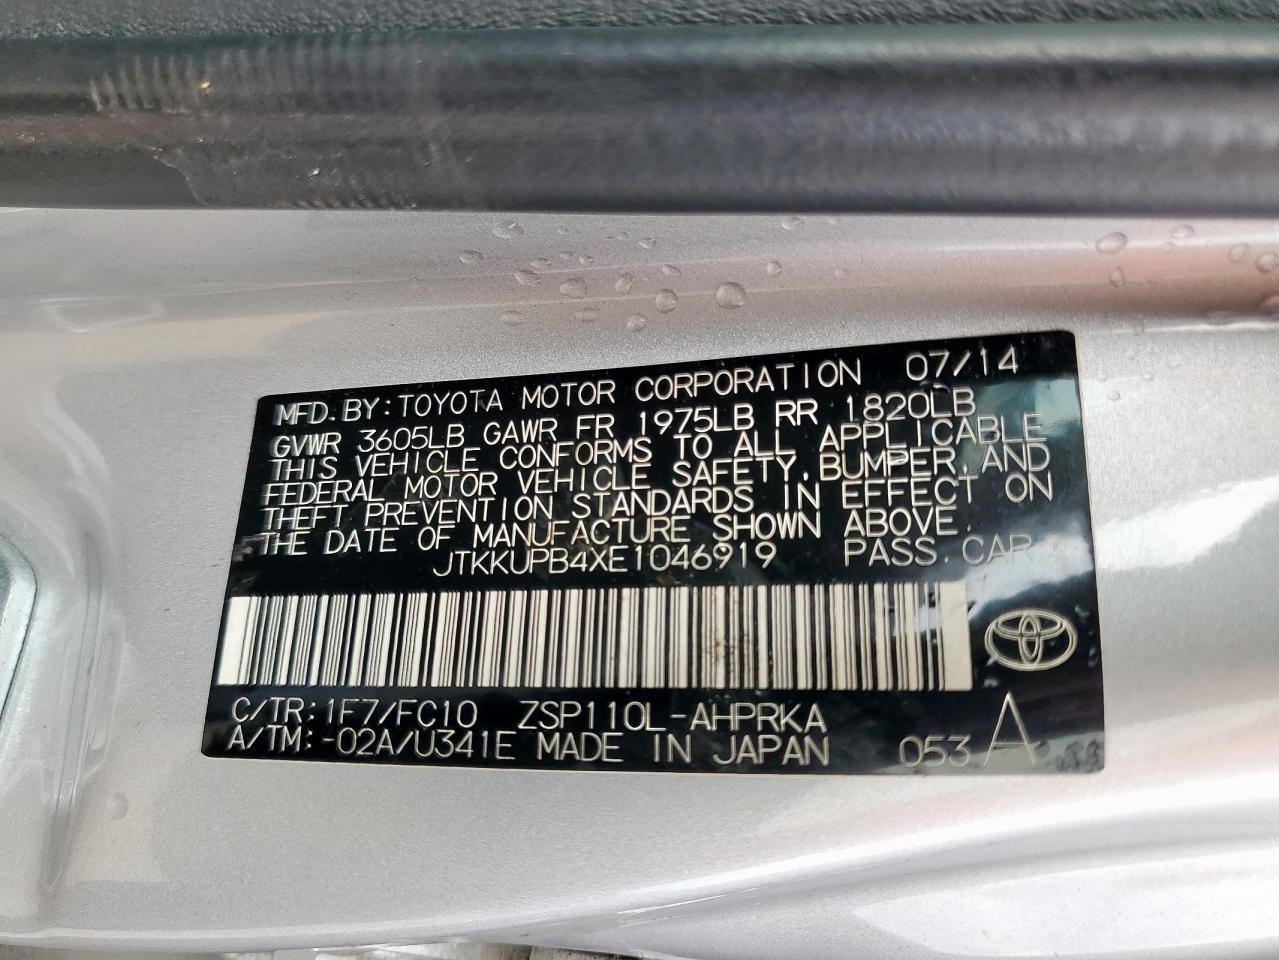 MFD. BY: TOYOTA MOTOR CORPORATION 07/14
GVWR 3605LB GAWR FR 1975LB RR 1820LB
THIS VEHICLE CONFORMS TO ALL APPLICABLE
FEDERAL MOTOR VEHICLE SAFETY, BUMPER, AND
THEFT PREVENTION STANDARDS IN EFFECT ON
THE DATE OF MANUFACTURE SHOWN ABOVE.
JTKKUPB4XE1046919 PASS. CAR
C/TR: 1F7/FC10 ZSP110L-AHPRKA
A/TM: -02A/U341E MADE IN JAPAN 053 A